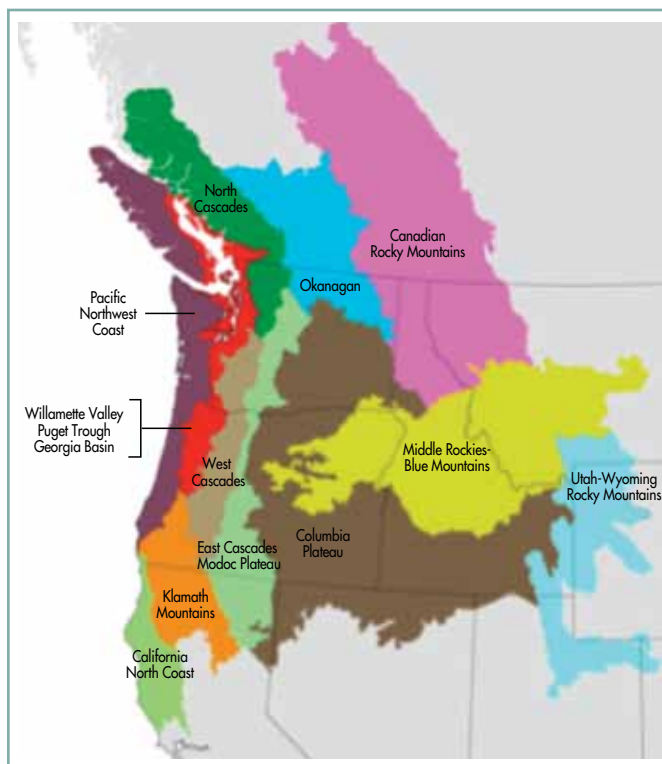 North
Cascades
Canadian
Rocky Mountains
Okanagan
Pacific
Northwest
Coast
Willamette Valley
Puget Trough
Georgia Basin
West
Cascades
Middle Rockies-
Blue Mountains
Utah-Wyoming
Rocky Mountains
East Cascades
Modoc Plateau
Columbia
Plateau
Klamath
Mountains
California
North Coast